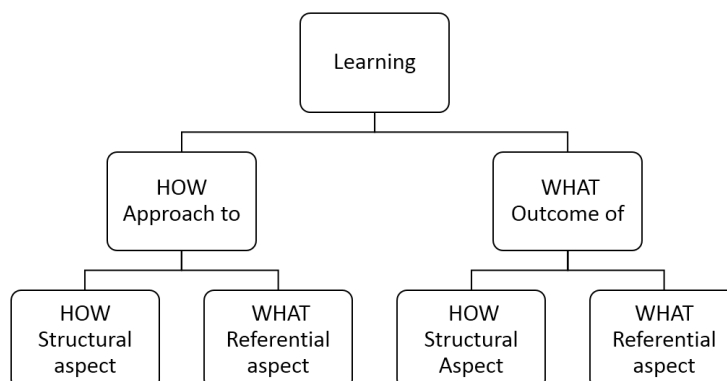 Learning
HOW
Approach to
WHAT
Outcome of
HOW
Structural
aspect
WHAT
Referential
aspect
HOW
Structural
Aspect
WHAT
Referential
aspect